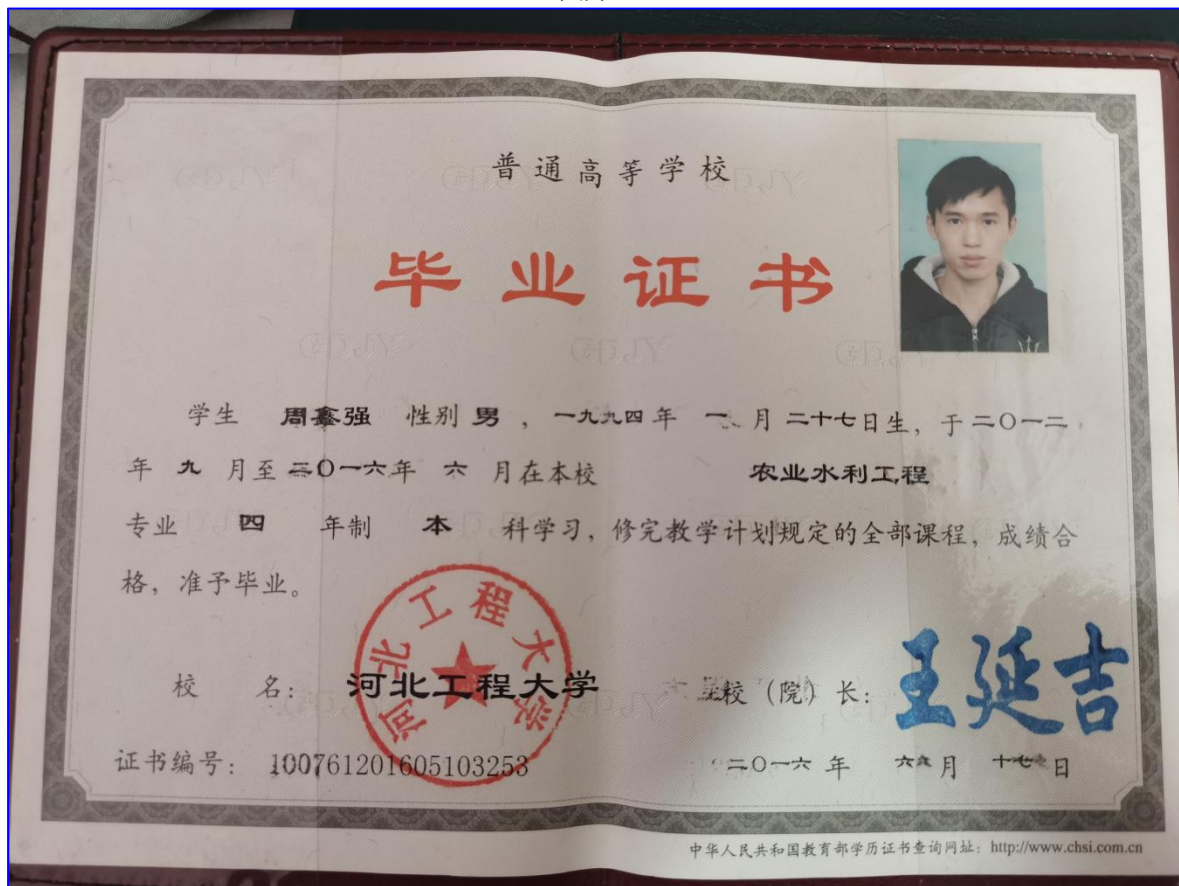 普通高等学校
毕业证书
学生 周鑫强 性别 男 ，一九九四年 一 月 二十七日生，于二〇一二
年 九 月至二〇一六年 六 月在本校 农业水利工程
专业 四 年制 本 科学习，修完教学计划规定的全部课程，成绩合
格，准予毕业。
河北工程大学
校 名： 河北工程大学 校（院）长：王延吉
证书编号： 100761201605103253 二〇一六 年 六 月 十七 日
中华人民共和国教育部学历证书查询网址：http://www.chsi.com.cn